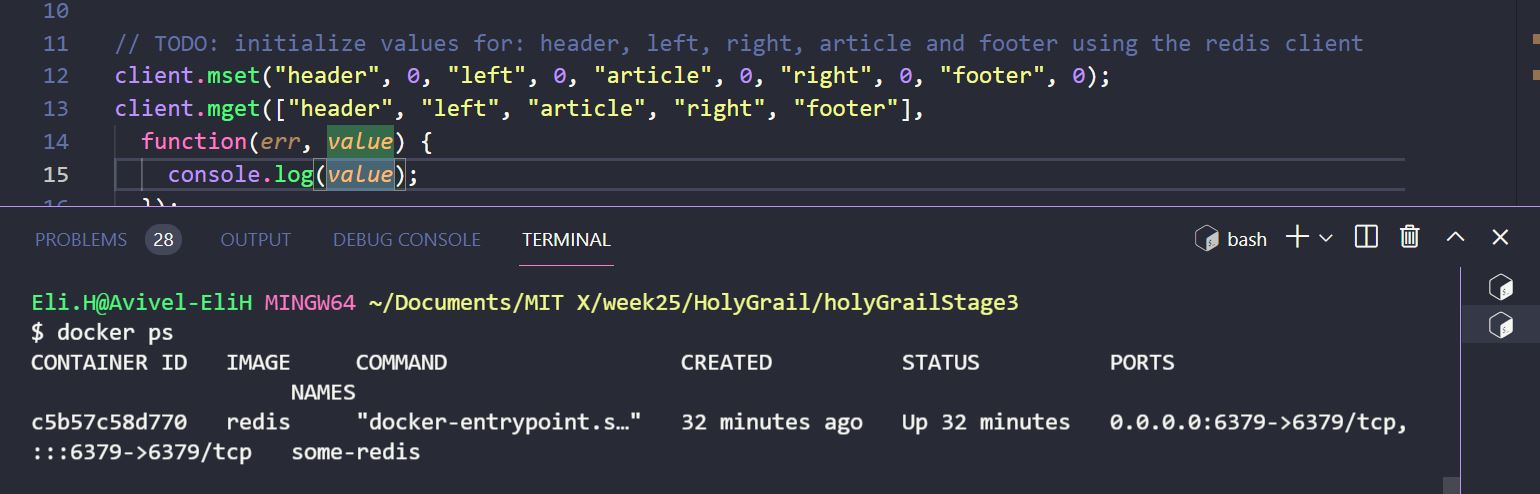 10
11 // TODO: initialize values for: header, left, right, article and footer using the redis client
12 client.mset("header", 0, "left", 0, "article", 0, "right", 0, "footer", 0);
13 client.mget(["header", "left", "article", "right", "footer"],
14 function(err, value) {
15 console.log(value);
16 });
PROBLEMS 28 OUTPUT DEBUG CONSOLE TERMINAL bash
Eli.H@Avivel-EliH MINGW64 ~/Documents/MIT X/week25/HolyGrail/holyGrailStage3
$ docker ps
CONTAINER ID IMAGE COMMAND CREATED STATUS PORTS
NAMES
c5b57c58d770 redis "docker-entrypoint.s…" 32 minutes ago Up 32 minutes 0.0.0.0:6379->6379/tcp,
:::6379->6379/tcp some-redis